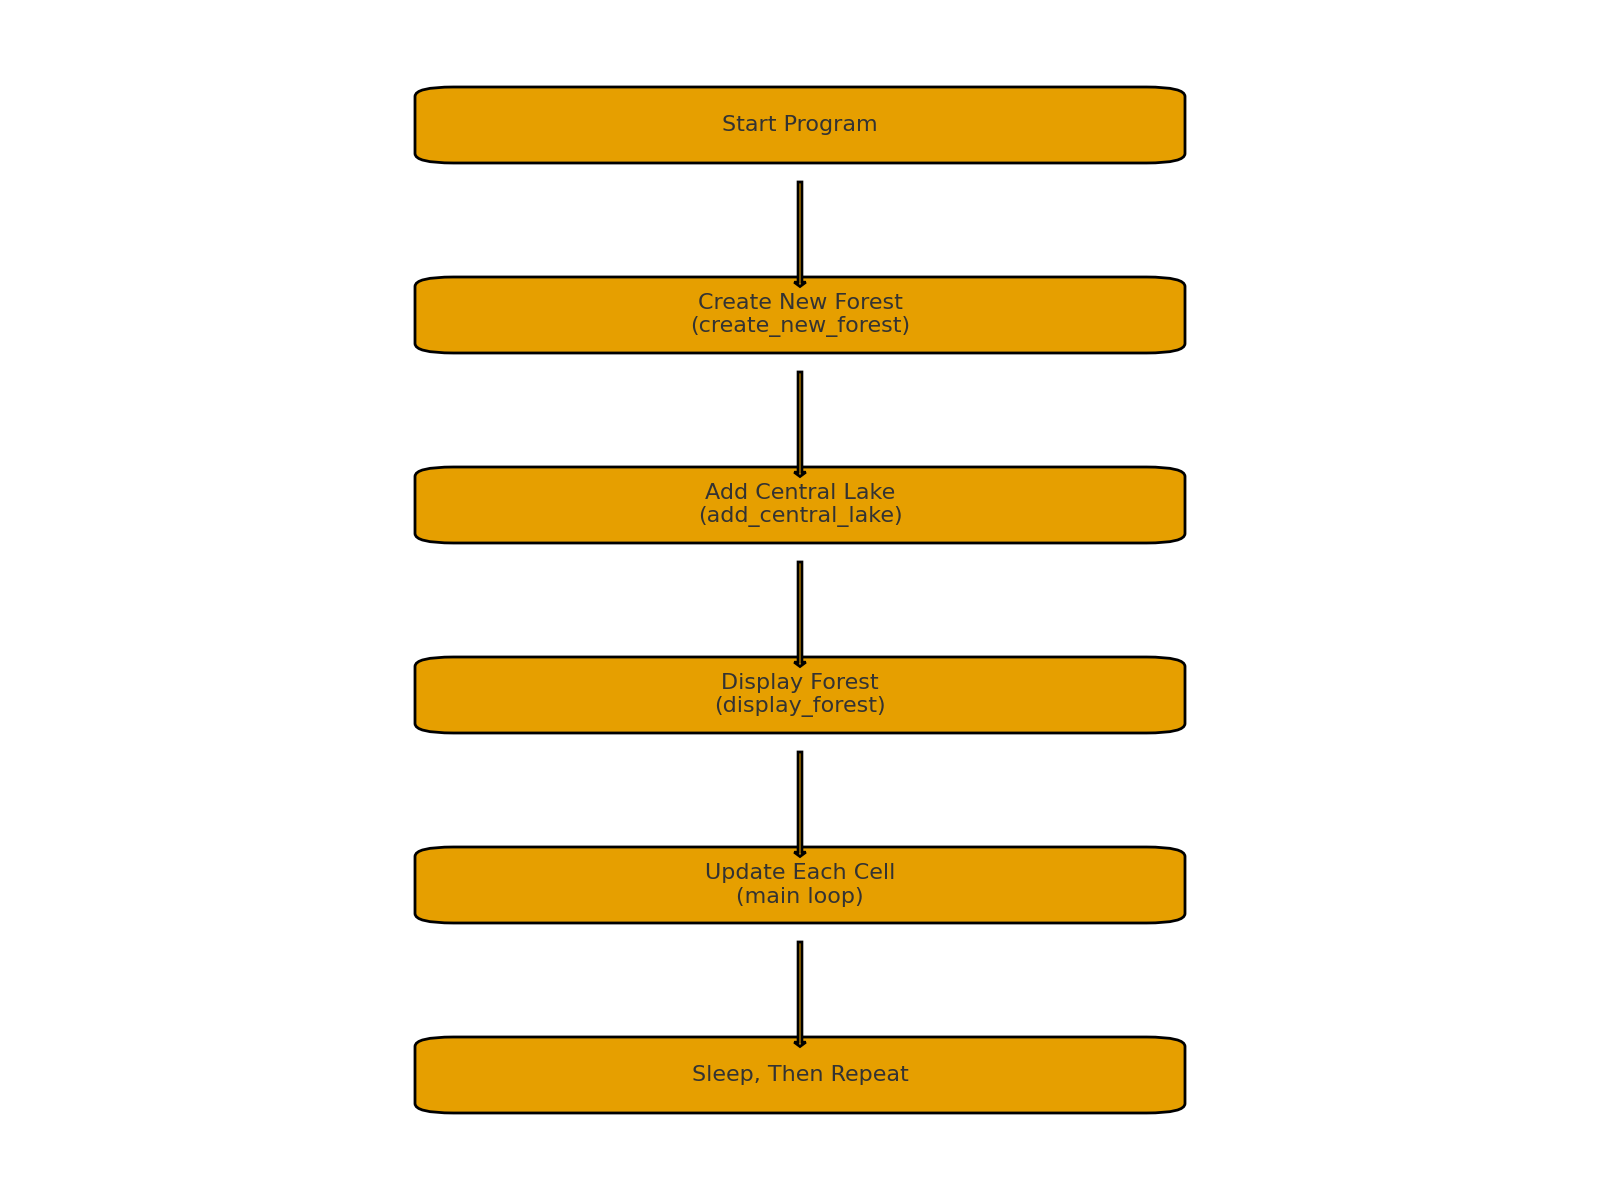 Start Program
Create New Forest
(create_new_forest)
Add Central Lake
(add_central_lake)
Display Forest
(display_forest)
Update Each Cell
(main loop)
Sleep, Then Repeat